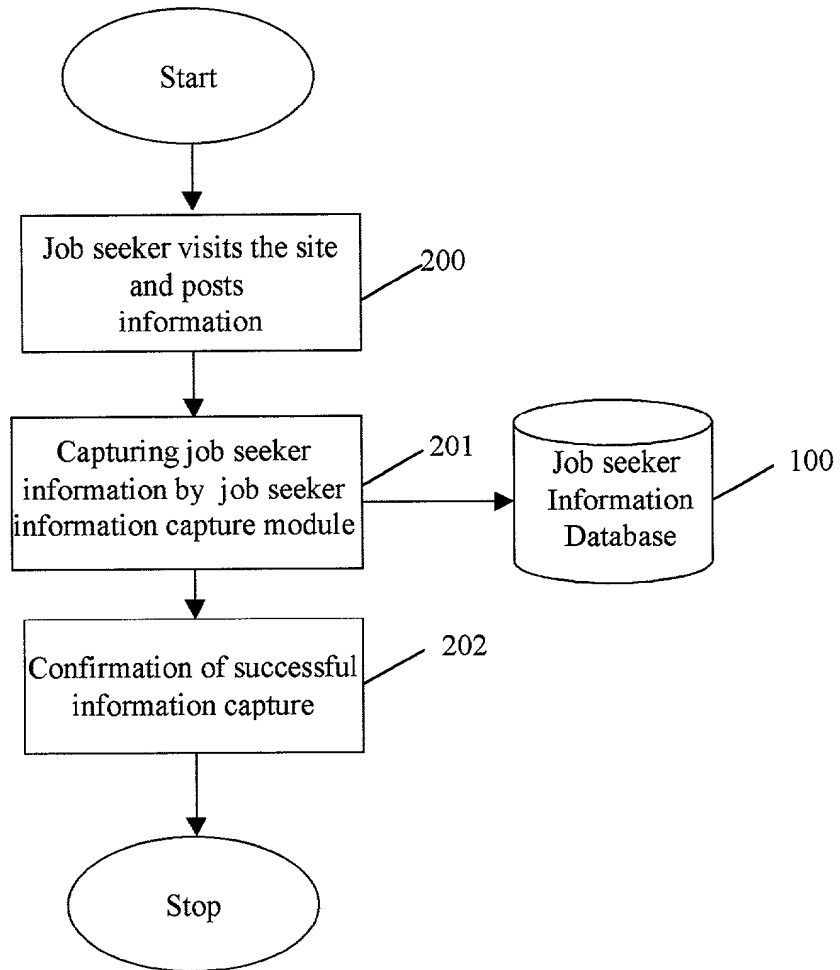 Start
Job seeker visits the site
and posts
information
200
Capturing job seeker
information by job seeker
information capture module
201
Job seeker
Information
Database
100
Confirmation of successful
information capture
202
Stop